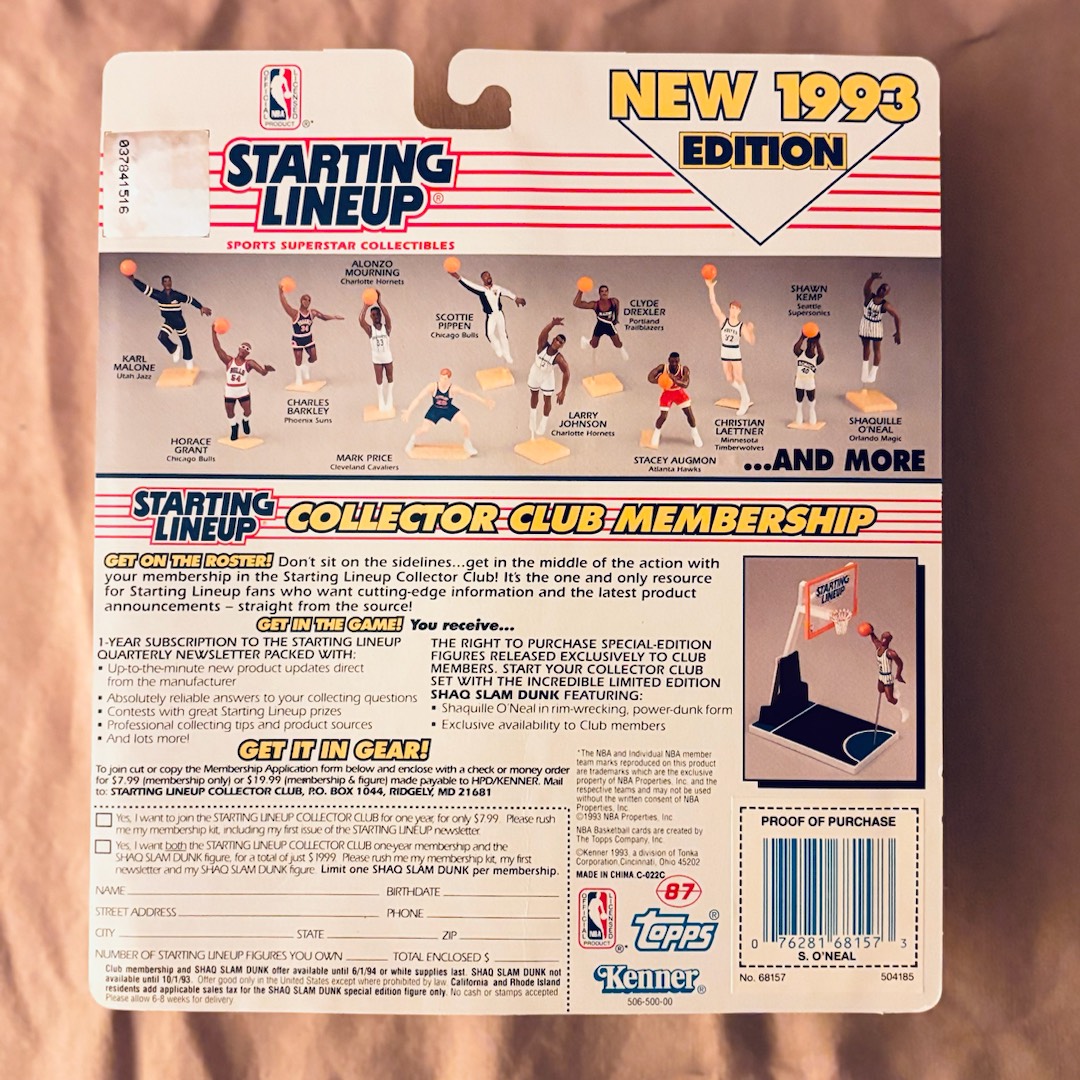 OFFICIAL LICENSED
NBA
PRODUCT
®
037841516
STARTING
LINEUP®
SPORTS SUPERSTAR COLLECTIBLES
NEW 1993
EDITION
KARL
MALONE
Utah Jazz
HORACE
GRANT
Chicago Bulls
CHARLES
BARKLEY
Phoenix Suns
ALONZO
MOURNING
Charlotte Hornets
MARK PRICE
Cleveland Cavaliers
SCOTTIE
PIPPEN
Chicago Bulls
LARRY
JOHNSON
Charlotte Hornets
CLYDE
DREXLER
Portland
Trailblazers
STACEY AUGMON
Atlanta Hawks
CHRISTIAN
LAETTNER
Minnesota
Timberwolves
SHAWN
KEMP
Seattle
Supersonics
SHAQUILLE
O'NEAL
Orlando Magic
...AND MORE
STARTING
LINEUP
COLLECTOR CLUB MEMBERSHIP
GET ON THE ROSTER! Don't sit on the sidelines...get in the middle of the action with
your membership in the Starting Lineup Collector Club! It's the one and only resource
for Starting Lineup fans who want cutting-edge information and the latest product
announcements – straight from the source!
GET IN THE GAME! You receive...
1-YEAR SUBSCRIPTION TO THE STARTING LINEUP
QUARTERLY NEWSLETTER PACKED WITH:
▪ Up-to-the-minute new product updates direct
from the manufacturer
▪ Absolutely reliable answers to your collecting questions
▪ Contests with great Starting Lineup prizes
▪ Professional collecting tips and product sources
▪ And lots more!
THE RIGHT TO PURCHASE SPECIAL-EDITION
FIGURES RELEASED EXCLUSIVELY TO CLUB
MEMBERS. START YOUR COLLECTOR CLUB
SET WITH THE INCREDIBLE LIMITED EDITION
SHAQ SLAM DUNK FEATURING:
▪ Shaquille O'Neal in rim-wrecking, power-dunk form
▪ Exclusive availability to Club members
STARTING
LINEUP
GET IT IN GEAR!
To join cut or copy the Membership Application form below and enclose with a check or money order
for $7.99 (membership only) or $19.99 (membership & figure) made payable to HPD/KENNER. Mail
to: STARTING LINEUP COLLECTOR CLUB, P.O. BOX 1044, RIDGELY, MD 21681
Yes, I want to join the STARTING LINEUP COLLECTOR CLUB for one year, for only $7.99 Please rush
me my membership kit, including my first issue of the STARTING LINEUP newsletter.
Yes, I want both the STARTING LINEUP COLLECTOR CLUB one-year membership and the
SHAQ SLAM DUNK figure, for a total of just $19.99. Please rush me my membership kit, my first
newsletter and my SHAQ SLAM DUNK figure. Limit one SHAQ SLAM DUNK per membership.
NAME BIRTHDATE
STREET ADDRESS PHONE
CITY STATE ZIP
NUMBER OF STARTING LINEUP FIGURES YOU OWN TOTAL ENCLOSED $
Club membership and SHAQ SLAM DUNK offer available until 6/1/94 or while supplies last. SHAQ SLAM DUNK not
available until 10/1/93. Offer good only in the United States except where prohibited by law. California and Rhode Island
residents add applicable sales tax for the SHAQ SLAM DUNK special edition figure only. No cash or stamps accepted.
Please allow 6-8 weeks for delivery.
*The NBA and Individual NBA member
team marks reproduced on this product
are trademarks which are the exclusive
property of NBA Properties, Inc. and the
respective teams and may not be used
without the written consent of NBA
Properties, Inc.
©1993 NBA Properties, Inc.
NBA Basketball cards are created by
The Topps Company, Inc.
©Kenner 1993, a division of Tonka
Corporation, Cincinnati, Ohio 45202
MADE IN CHINA C-022C
87
OFFICIAL LICENSED
NBA
PRODUCT
®
TOPPS®
Kenner®
506-500-00
PROOF OF PURCHASE
0 76281 68157 3
S. O'NEAL
No. 68157 504185